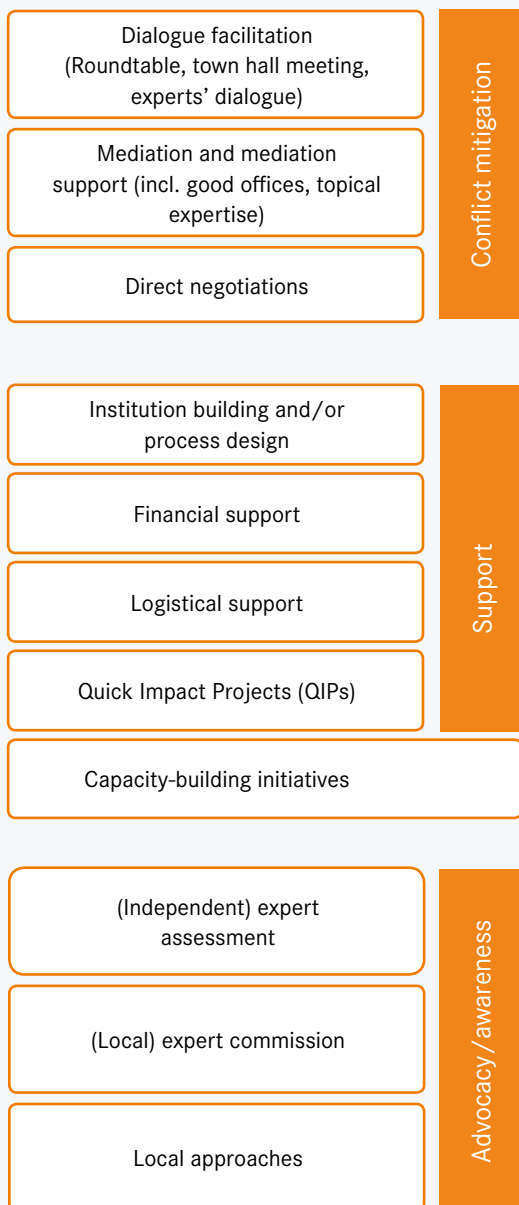 Dialogue facilitation
(Roundtable, town hall meeting,
experts’ dialogue)
Mediation and mediation
support (incl. good offices, topical
expertise)
Direct negotiations
Conflict mitigation
Institution building and/or
process design
Financial support
Logistical support
Quick Impact Projects (QIPs)
Support
Capacity-building initiatives
(Independent) expert
assessment
(Local) expert commission
Local approaches
Advocacy/awareness